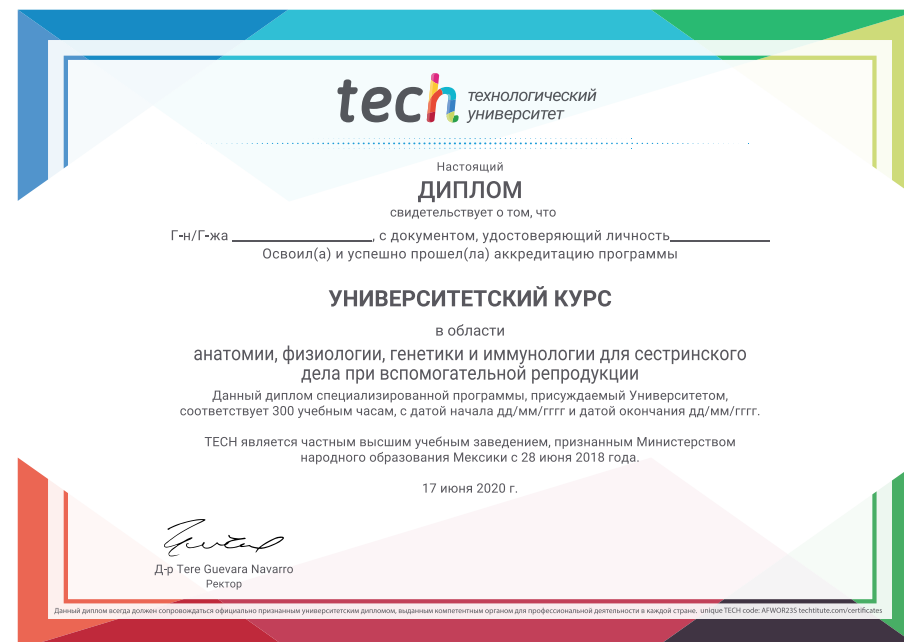 tech технологический
университет
Настоящий
ДИПЛОМ
свидетельствует о том, что
Г-н/Г-жа ____________, с документом, удостоверяющий личность____________
Освоил(а) и успешно прошел(ла) аккредитацию программы
УНИВЕРСИТЕТСКИЙ КУРС
в области
анатомии, физиологии, генетики и иммунологии для сестринского
дела при вспомогательной репродукции
Данный диплом специализированной программы, присуждаемый Университетом,
соответствует 300 учебным часам, с датой начала дд/мм/гггг и датой окончания дд/мм/гггг.
TECH является частным высшим учебным заведением, признанным Министерством
народного образования Мексики с 28 июня 2018 года.
17 июня 2020 г.
Д-р Tere Guevara Navarro
Ректор
Данный диплом всегда должен сопровождаться официально признанным университетским дипломом, выданным компетентным органом для профессиональной деятельности в каждой стране. unique TECH code: AFWOR23S techtitute.com/certificates